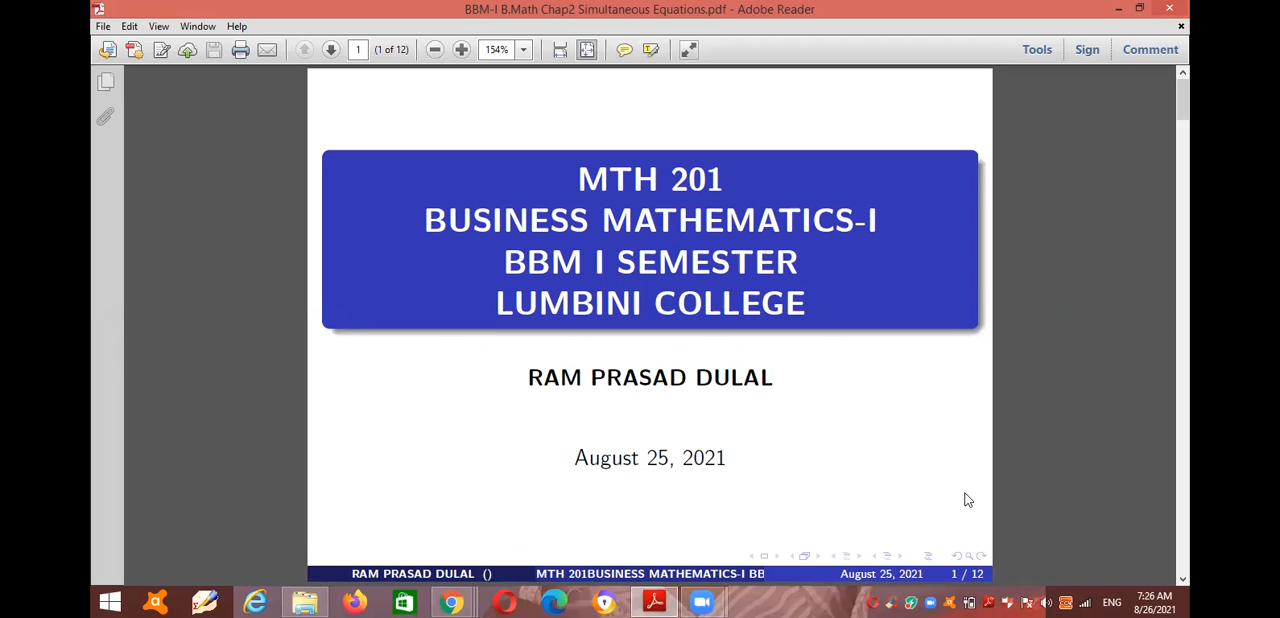 BBM-I B.Math Chap2 Simultaneous Equations.pdf - Adobe Reader
File Edit View Window Help
1 (1 of 12) 154% Tools Sign Comment
MTH 201
BUSINESS MATHEMATICS-I
BBM I SEMESTER
LUMBINI COLLEGE
RAM PRASAD DULAL
August 25, 2021
RAM PRASAD DULAL () MTH 201BUSINESS MATHEMATICS-I BB August 25, 2021 1 / 12
ENG 7:26 AM
8/26/2021